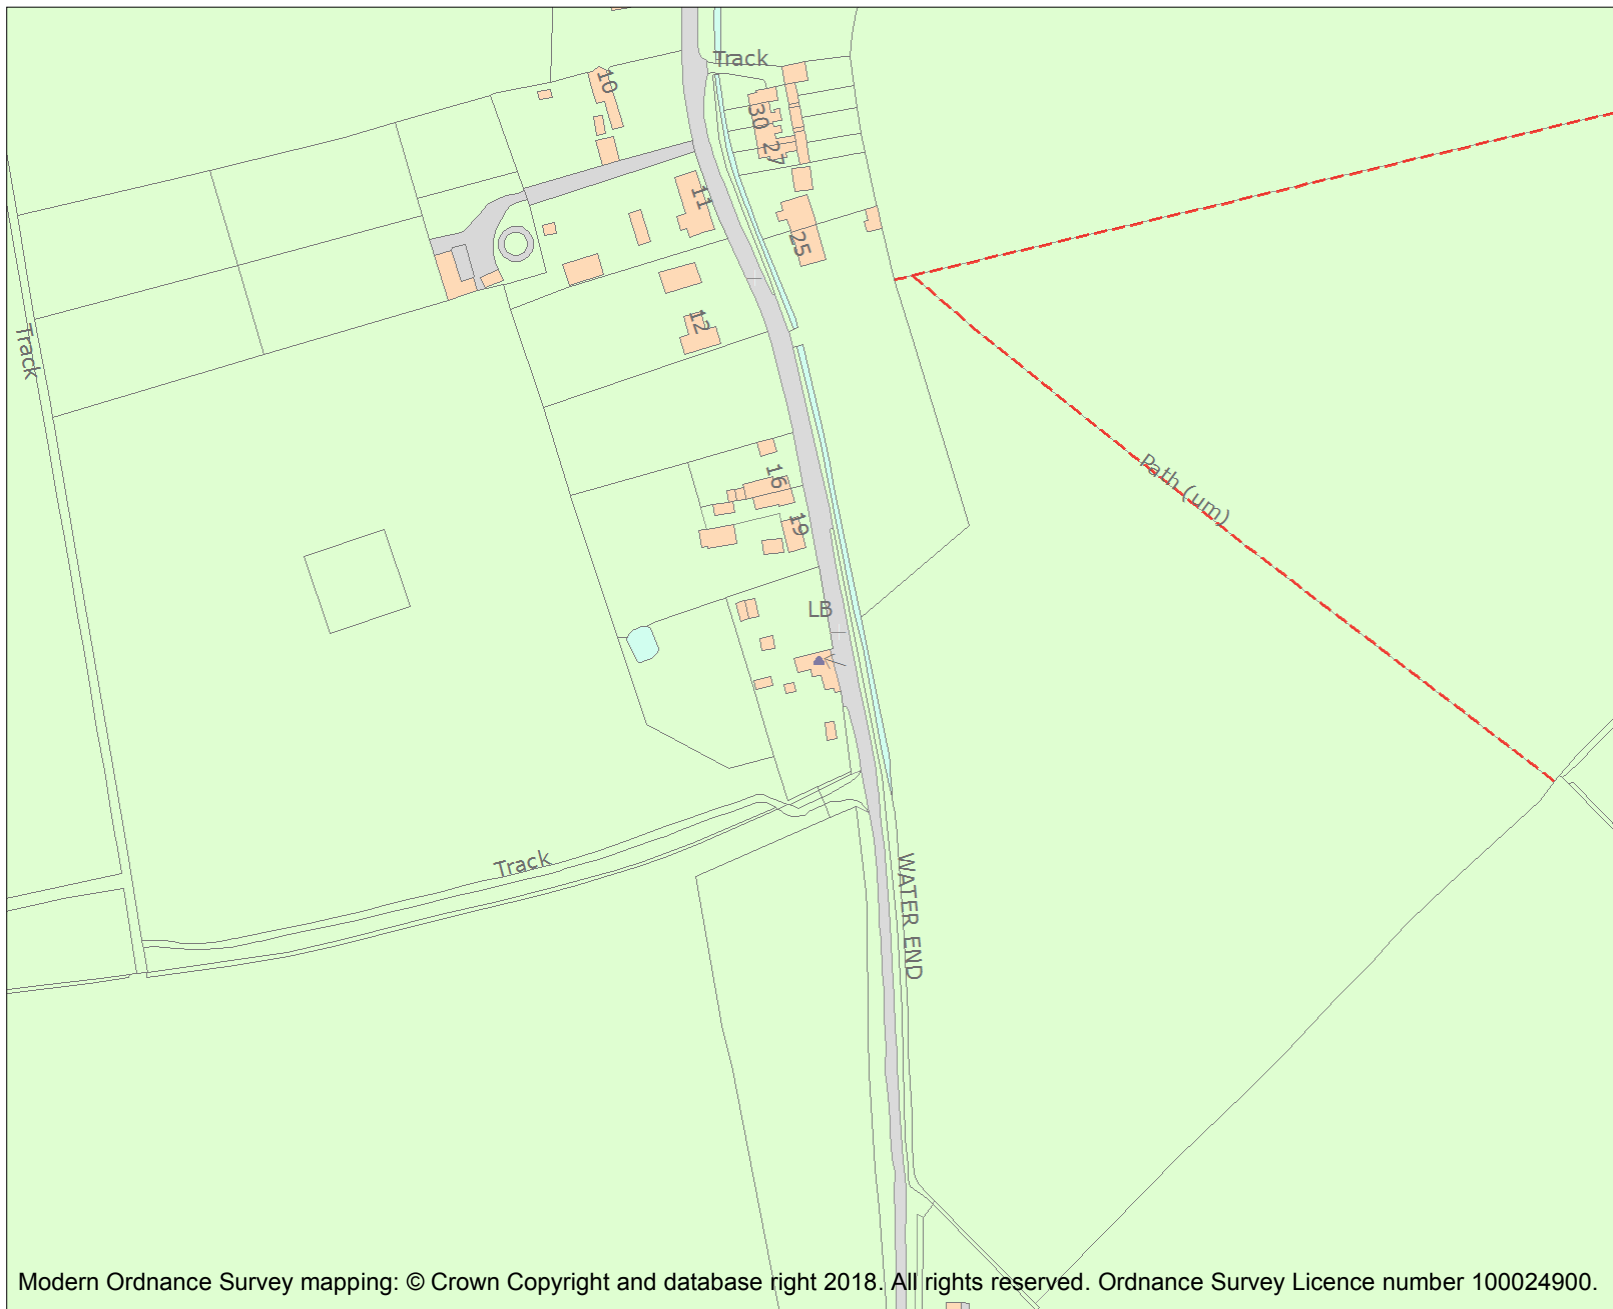 Track
10
30
27
11
25
12
Track
Path (um)
16
19
LB
Track
WATER END
Modern Ordnance Survey mapping: © Crown Copyright and database right 2018. All rights reserved. Ordnance Survey Licence number 100024900.